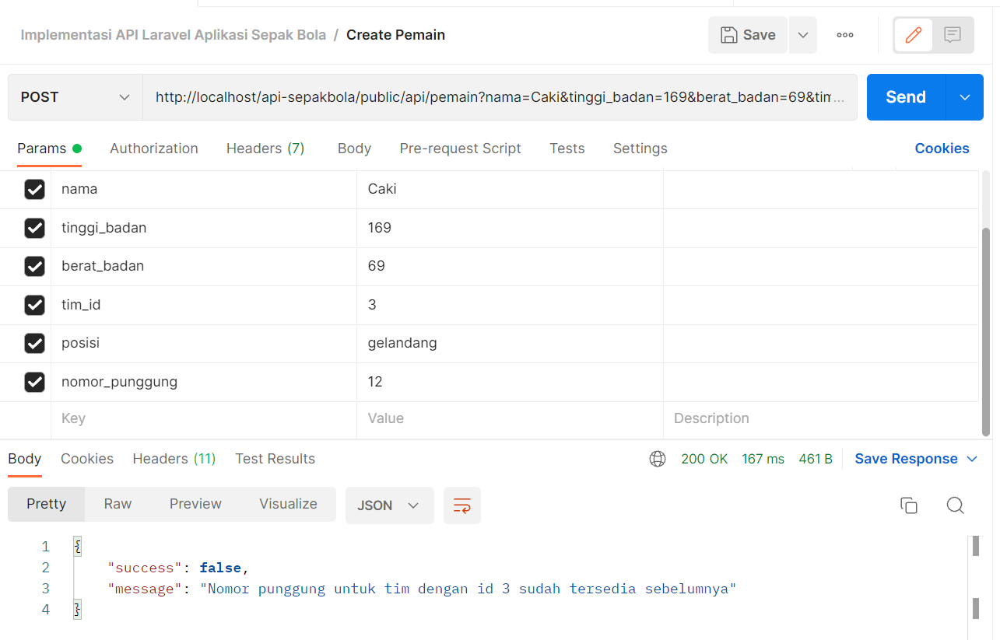 Implementasi API Laravel Aplikasi Sepak Bola / Create Pemain
Save
POST
http://localhost/api-sepakbola/public/api/pemain?nama=Caki&tinggi_badan=169&berat_badan=69&tim...
Send
Params Authorization Headers (7) Body Pre-request Script Tests Settings Cookies
nama Caki
tinggi_badan 169
berat_badan 69
tim_id 3
posisi gelandang
nomor_punggung 12
Key Value Description
Body Cookies Headers (11) Test Results 200 OK 167 ms 461 B Save Response
Pretty Raw Preview Visualize JSON
1 {
2 "success": false,
3 "message": "Nomor punggung untuk tim dengan id 3 sudah tersedia sebelumnya"
4 }